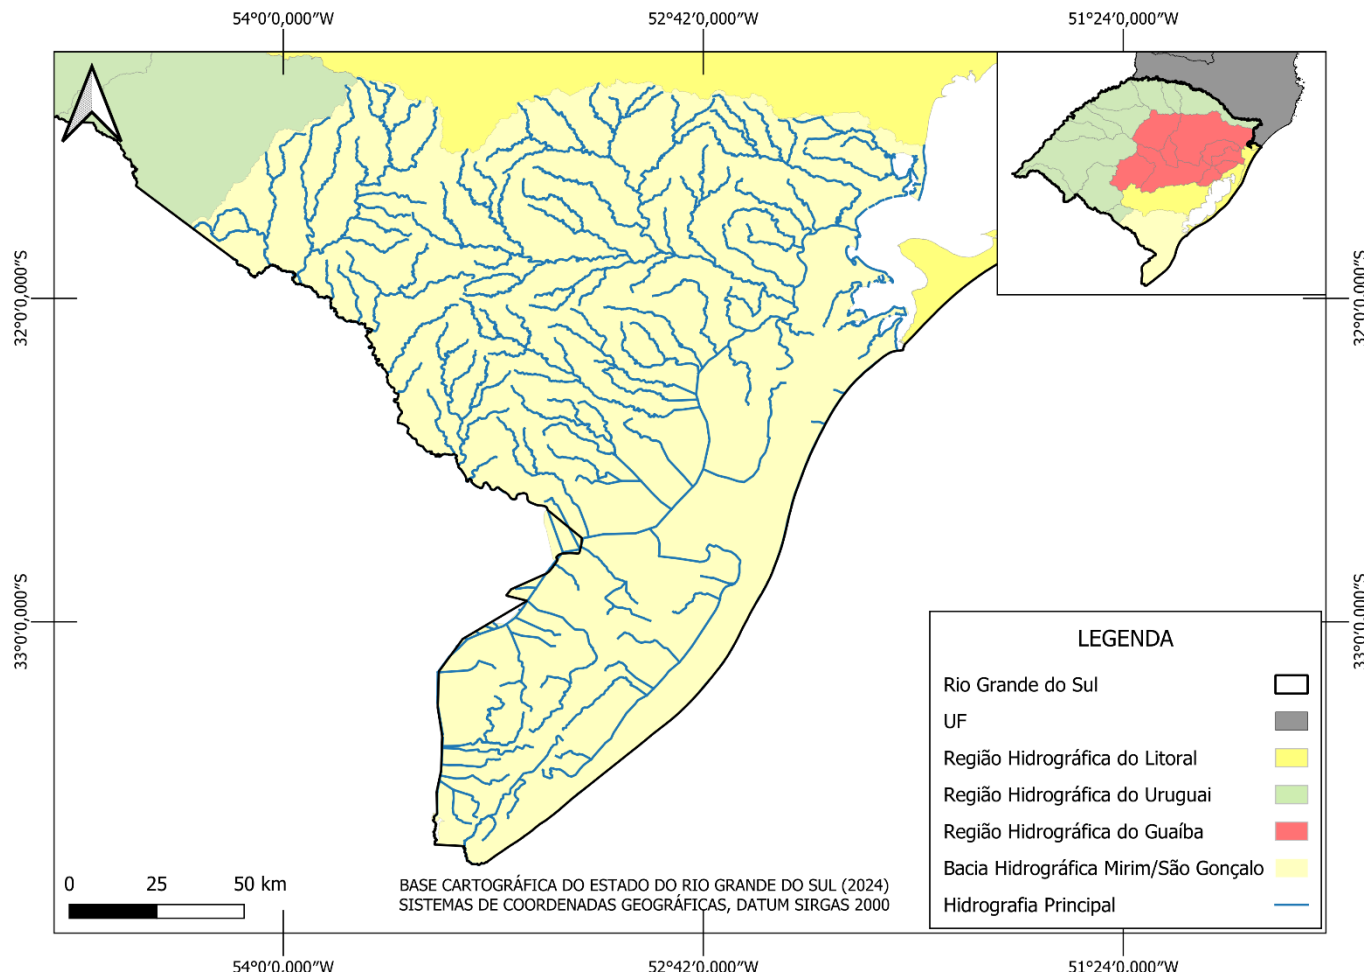 54°0′0,000″W 52°42′0,000″W 51°24′0,000″W
32°0′0,000″S
32°0′0,000″S
33°0′0,000″S
33°0′0,000″S
LEGENDA
Rio Grande do Sul
UF
Região Hidrográfica do Litoral
Região Hidrográfica do Uruguai
Região Hidrográfica do Guaíba
Bacia Hidrográfica Mirim/São Gonçalo
Hidrografia Principal
0 25 50 km
BASE CARTOGRÁFICA DO ESTADO DO RIO GRANDE DO SUL (2024)
SISTEMAS DE COORDENADAS GEOGRÁFICAS, DATUM SIRGAS 2000
54°0′0,000″W 52°42′0,000″W 51°24′0,000″W